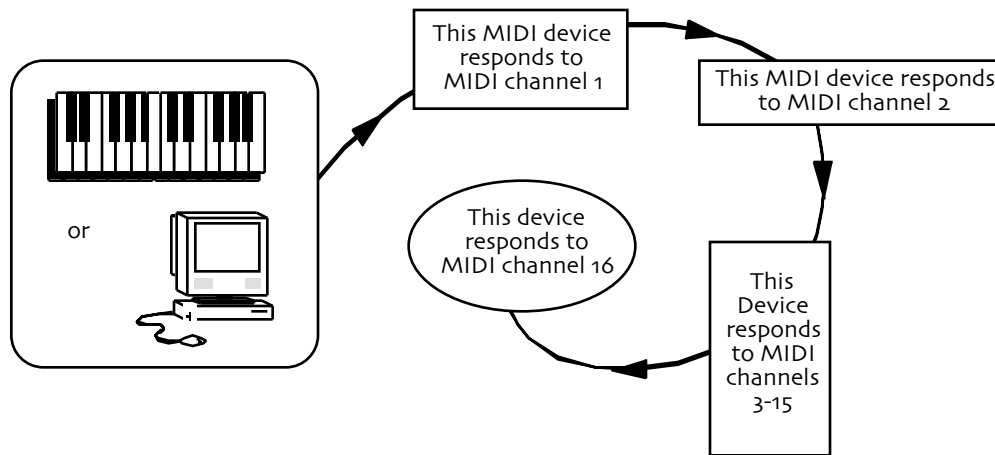 or
This MIDI device
responds to
MIDI channel 1
This MIDI device responds
to MIDI channel 2
This
Device
responds
to MIDI
channels
3-15
This device
responds to
MIDI channel 16